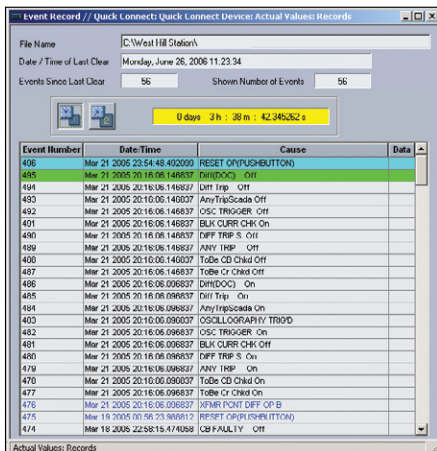 Event Record // Quick Connect: Quick Connect Device: Actual Values: Records
File Name C:\West Hill Station\
Date / Time of Last Clear Monday, June 26, 2006 11.23.34
Events Since Last Clear 56 Shown Number of Events 56
0 days 3 h : 38 m : 42.345262 s
Event Number Date/Time Cause Data
496 Mar 21 2005 23:54:48.492099 RESET OP(PUSHBUTTON)
495 Mar 21 2005 20:16:06.146837 Diff(DOC) Off
494 Mar 21 2005 20:16:06.146837 Diff Trip Off
493 Mar 21 2005 20:16:06.146837 AnyTripScada Off
492 Mar 21 2005 20:16:06.146837 OSC TRIGGER Off
491 Mar 21 2005 20:16:06.146837 BLK CURR CHK On
490 Mar 21 2005 20:16:06.146837 DIFF TRIP S Off
489 Mar 21 2005 20:16:06.146837 ANY TRIP Off
488 Mar 21 2005 20:16:06.146837 ToBe CB Chkd Off
487 Mar 21 2005 20:16:06.146837 ToBe Cr Chkd Off
486 Mar 21 2005 20:16:06.096837 Diff(DOC) On
485 Mar 21 2005 20:16:06.096837 Diff Trip On
484 Mar 21 2005 20:16:06.096837 AnyTripScada On
483 Mar 21 2005 20:16:06.096837 OSCILLOGRAPHY TRIG'D
482 Mar 21 2005 20:16:06.096837 OSC TRIGGER On
481 Mar 21 2005 20:16:06.096837 BLK CURR CHK Off
480 Mar 21 2005 20:16:06.096837 DIFF TRIP S On
479 Mar 21 2005 20:16:06.096837 ANY TRIP On
478 Mar 21 2005 20:16:06.096837 ToBe CB Chkd On
477 Mar 21 2005 20:16:06.096837 ToBe Cr Chkd On
476 Mar 21 2005 20:16:06.096837 XFMR PCNT DIFF OP B
475 Mar 19 2005 00:56:23.988812 RESET OP(PUSHBUTTON)
474 Mar 18 2005 22:58:15.474058 CB FAULTY Off
Actual Values: Records